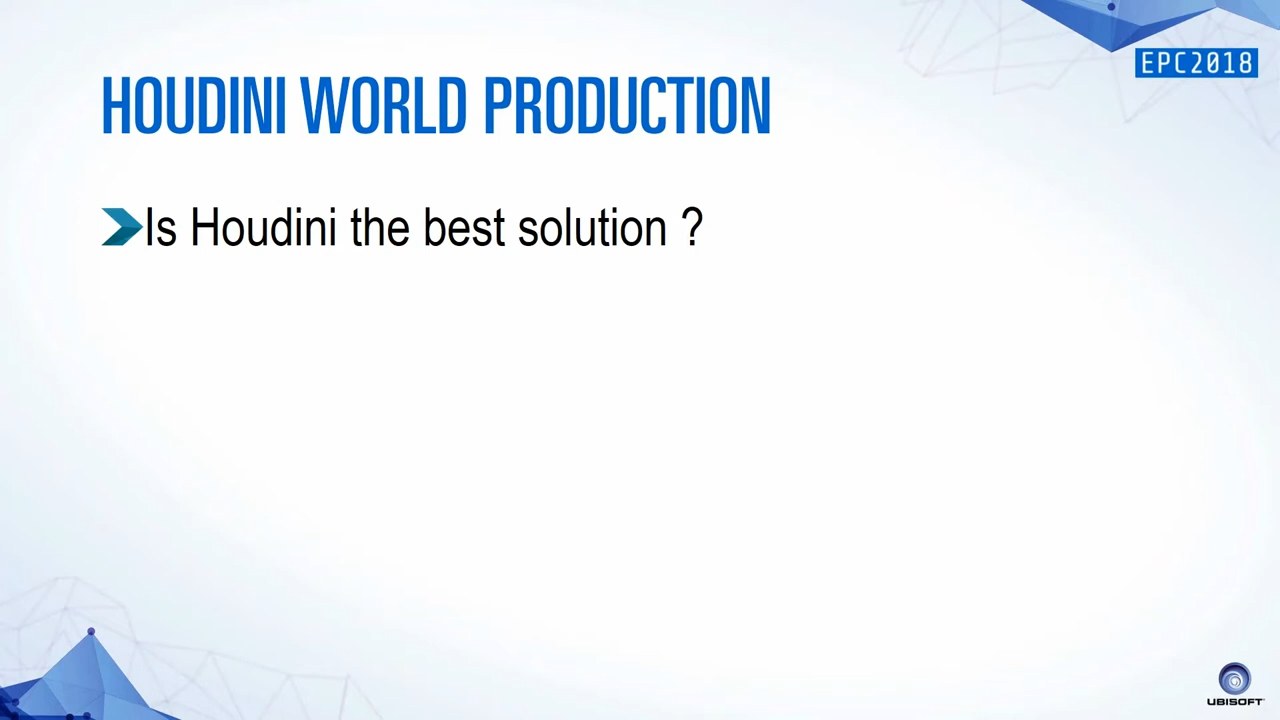 EPC2018
HOUDINI WORLD PRODUCTION
Is Houdini the best solution ?
UBISOFT